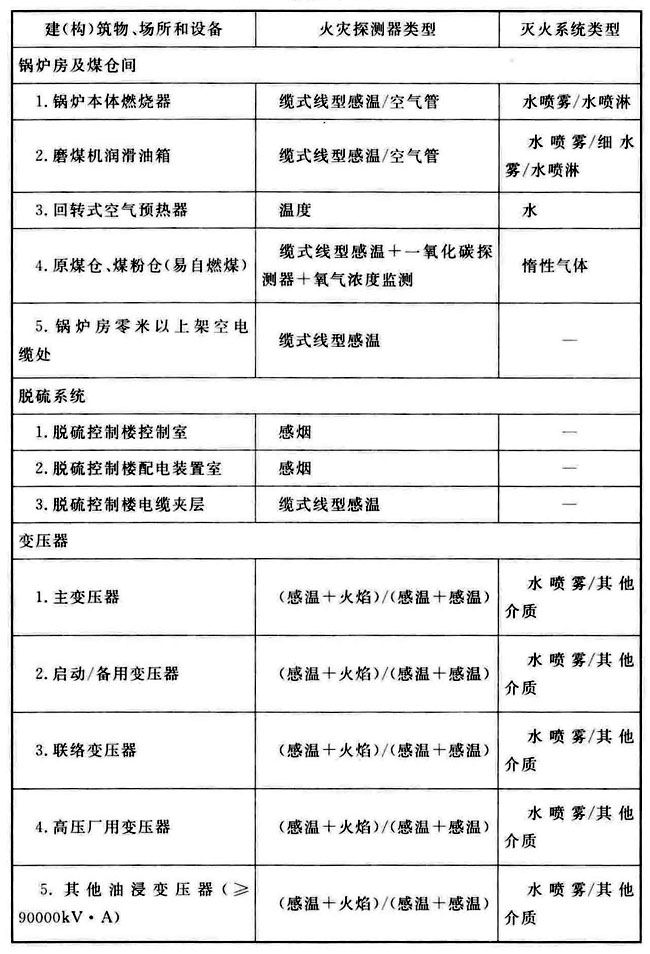 建(构)筑物、场所和设备 火灾探测器类型 灭火系统类型
锅炉房及煤仓间
1.锅炉本体燃烧器 缆式线型感温/空气管 水喷雾/水喷淋
2.磨煤机润滑油箱 缆式线型感温/空气管 水喷雾/细水
雾/水喷淋
3.回转式空气预热器 温度 水
4.原煤仓、煤粉仓(易自燃煤) 缆式线型感温+一氧化碳探
测器+氧气浓度监测 惰性气体
5.锅炉房零米以上架空电
缆处 缆式线型感温 —
脱硫系统
1.脱硫控制楼控制室 感烟 —
2.脱硫控制楼配电装置室 感烟 —
3.脱硫控制楼电缆夹层 缆式线型感温 —
变压器
1.主变压器 (感温+火焰)/(感温+感温) 水喷雾/其他
介质
2.启动/备用变压器 (感温+火焰)/(感温+感温) 水喷雾/其他
介质
3.联络变压器 (感温+火焰)/(感温+感温) 水喷雾/其他
介质
4.高压厂用变压器 (感温+火焰)/(感温+感温) 水喷雾/其他
介质
5.其他油浸变压器(≥
90000kV·A) (感温+火焰)/(感温+感温) 水喷雾/其他
介质